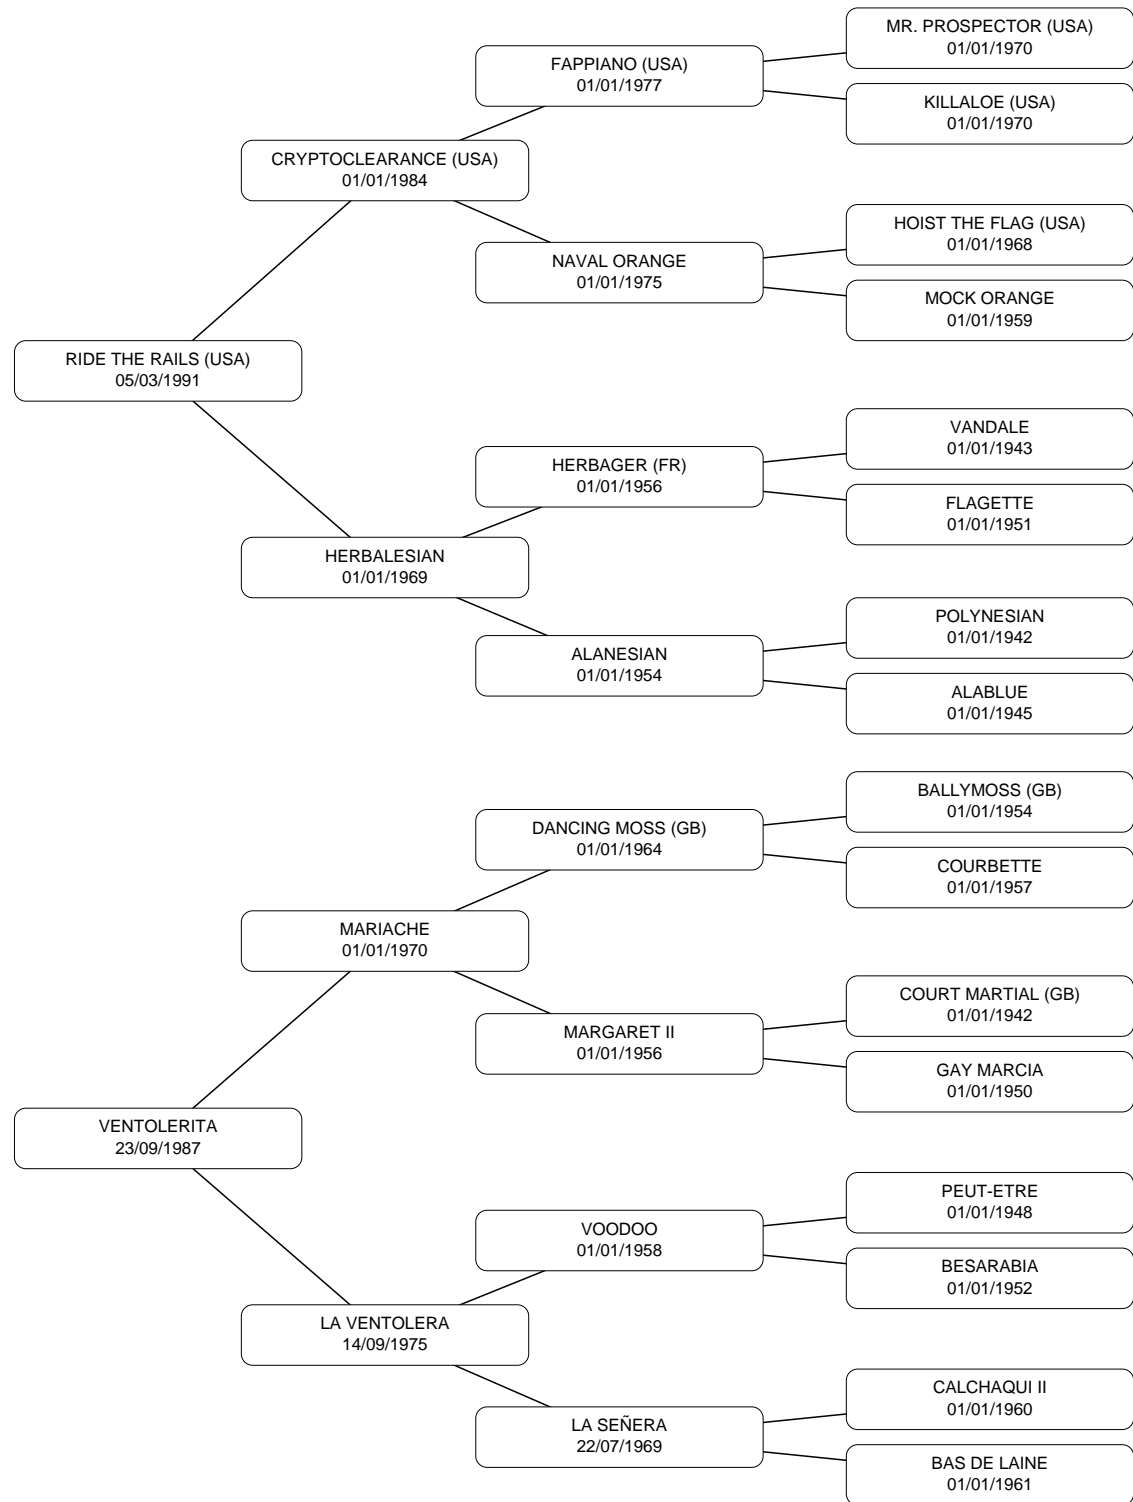 MR. PROSPECTOR (USA)
01/01/1970
FAPPIANO (USA)
01/01/1977
KILLALOE (USA)
01/01/1970
CRYPTOCLEARANCE (USA)
01/01/1984
HOIST THE FLAG (USA)
01/01/1968
NAVAL ORANGE
01/01/1975
MOCK ORANGE
01/01/1959
RIDE THE RAILS (USA)
05/03/1991
VANDALE
01/01/1943
HERBAGER (FR)
01/01/1956
FLAGETTE
01/01/1951
HERBALESIAN
01/01/1969
POLYNESIAN
01/01/1942
ALANESIAN
01/01/1954
ALABLUE
01/01/1945
BALLYMOSS (GB)
01/01/1954
DANCING MOSS (GB)
01/01/1964
COURBETTE
01/01/1957
MARIACHE
01/01/1970
COURT MARTIAL (GB)
01/01/1942
MARGARET II
01/01/1956
GAY MARCIA
01/01/1950
VENTOLERITA
23/09/1987
PEUT-ETRE
01/01/1948
VOODOO
01/01/1958
BESARABIA
01/01/1952
LA VENTOLERA
14/09/1975
CALCHAQUI II
01/01/1960
LA SEÑERA
22/07/1969
BAS DE LAINE
01/01/1961